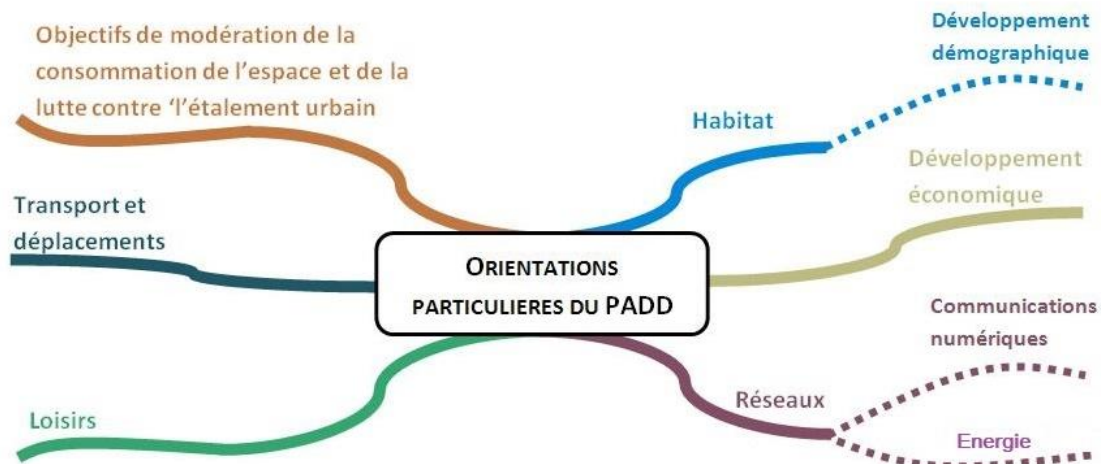 Objectifs de modération de la
consommation de l'espace et de la
lutte contre 'l'étalement urbain
Transport et
déplacements
Loisirs
ORIENTATIONS
PARTICULIERES DU PADD
Développement
démographique
Habitat
Développement
économique
Communications
numériques
Réseaux
Energie